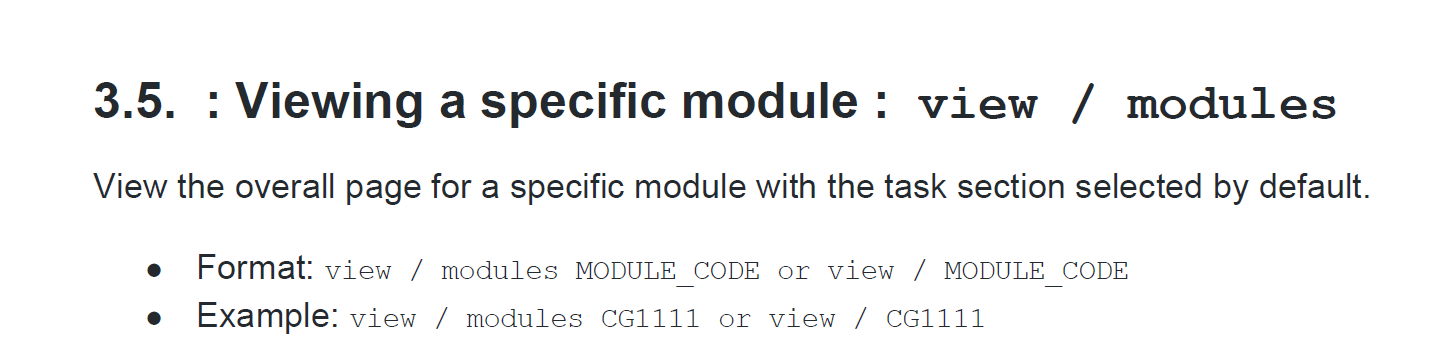 3.5. : Viewing a specific module : view / modules
View the overall page for a specific module with the task section selected by default.
● Format: view / modules MODULE_CODE or view / MODULE_CODE
● Example: view / modules CG1111 or view / CG1111